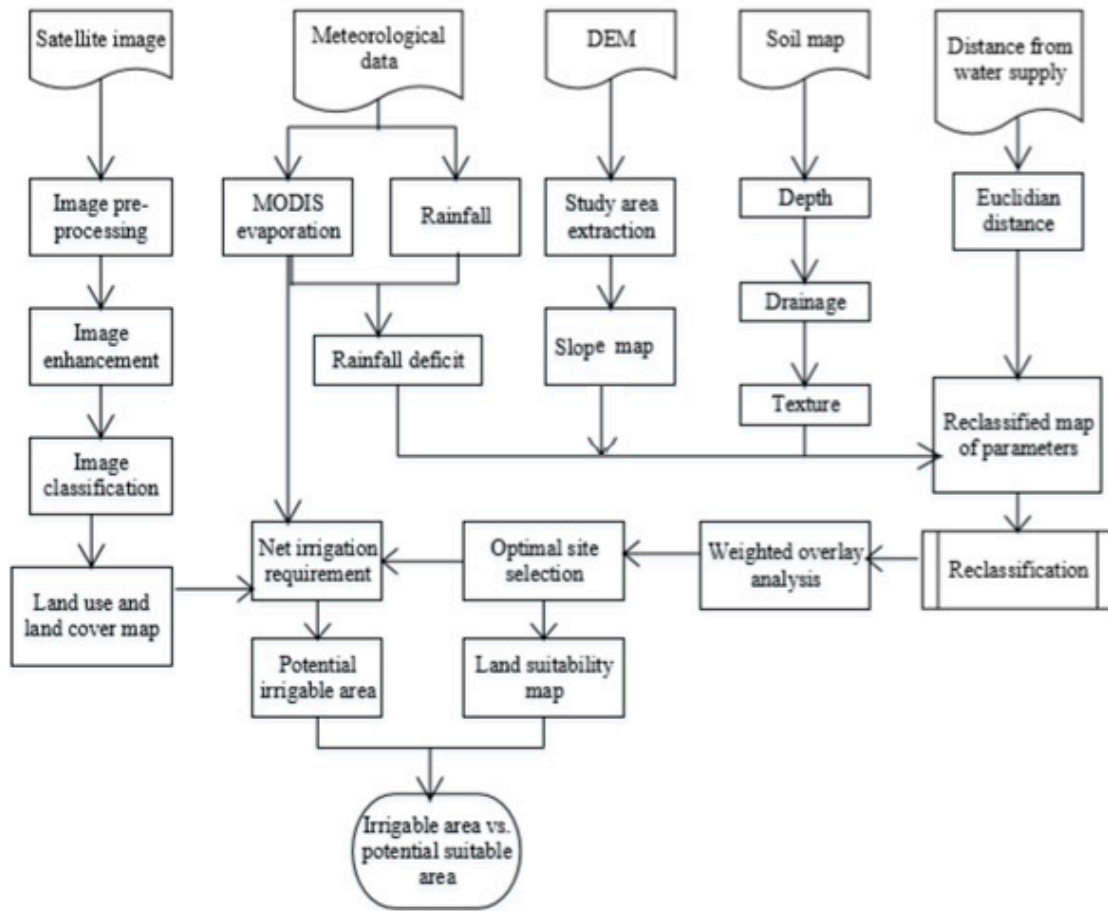 Satellite image
Meteorological
data
DEM
Soil map
Distance from
water supply
Image pre-
processing
MODIS
evaporation
Rainfall
Study area
extraction
Depth
Euclidian
distance
Image
enhancement
Rainfall deficit
Slope map
Drainage
Texture
Reclassified map
of parameters
Image
classification
Net irrigation
requirement
Optimal site
selection
Weighted overlay
analysis
Reclassification
Land use and
land cover map
Potential
irrigable area
Land suitability
map
Irrigable area vs.
potential suitable
area